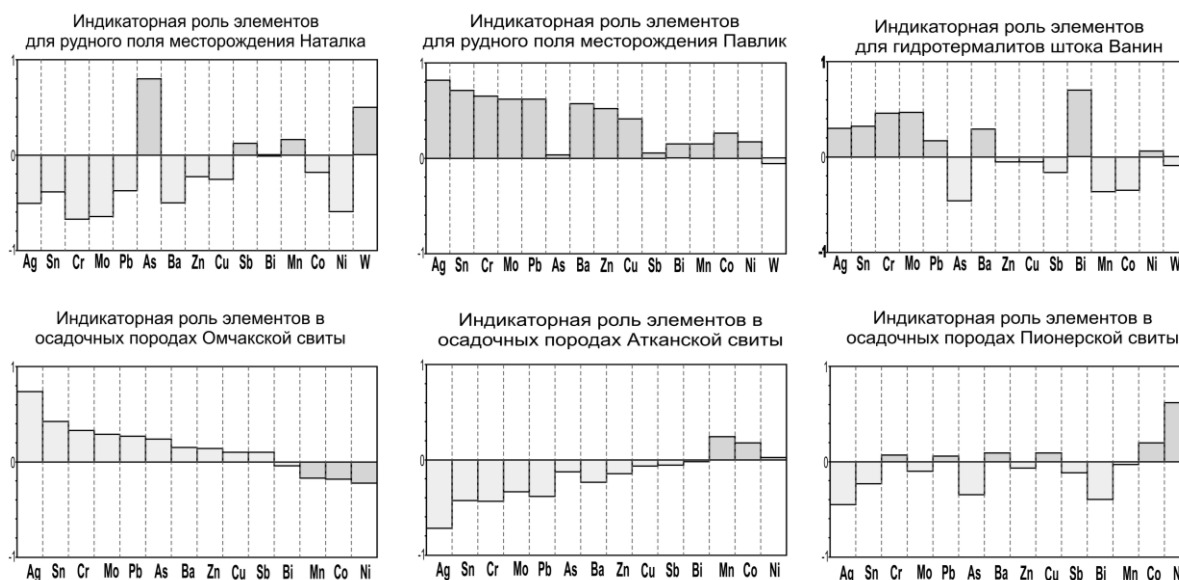 Индикаторная роль элементов
для рудного поля месторождения Наталка
1
0
-1
Ag Sn Cr Mo Pb As Ba Zn Cu Sb Bi Mn Co Ni W
Индикаторная роль элементов
для рудного поля месторождения Павлик
1
0
-1
Ag Sn Cr Mo Pb As Ba Zn Cu Sb Bi Mn Co Ni W
Индикаторная роль элементов
для гидротермалитов штока Ванин
1
0
-1
Ag Sn Cr Mo Pb As Ba Zn Cu Sb Bi Mn Co Ni W
Индикаторная роль элементов в
осадочных породах Омчакской свиты
1
0
-1
Ag Sn Cr Mo Pb As Ba Zn Cu Sb Bi Mn Co Ni
Индикаторная роль элементов в
осадочных породах Атканской свиты
1
0
-1
Ag Sn Cr Mo Pb As Ba Zn Cu Sb Bi Mn Co Ni
Индикаторная роль элементов в
осадочных породах Пионерской свиты
1
0
-1
Ag Sn Cr Mo Pb As Ba Zn Cu Sb Bi Mn Co